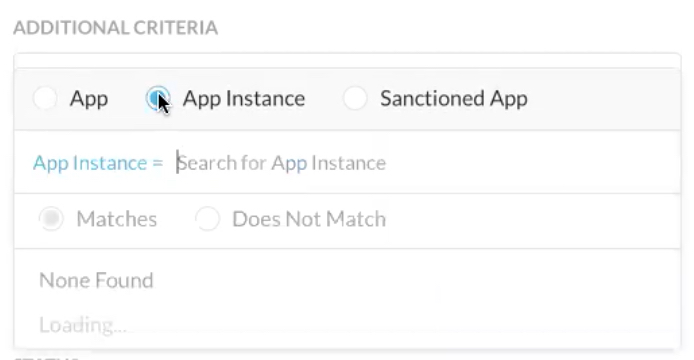 ADDITIONAL CRITERIA
App App Instance Sanctioned App
App Instance = Search for App Instance
Matches Does Not Match
None Found
Loading...